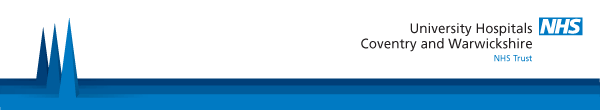 University Hospitals NHS
Coventry and Warwickshire
NHS Trust